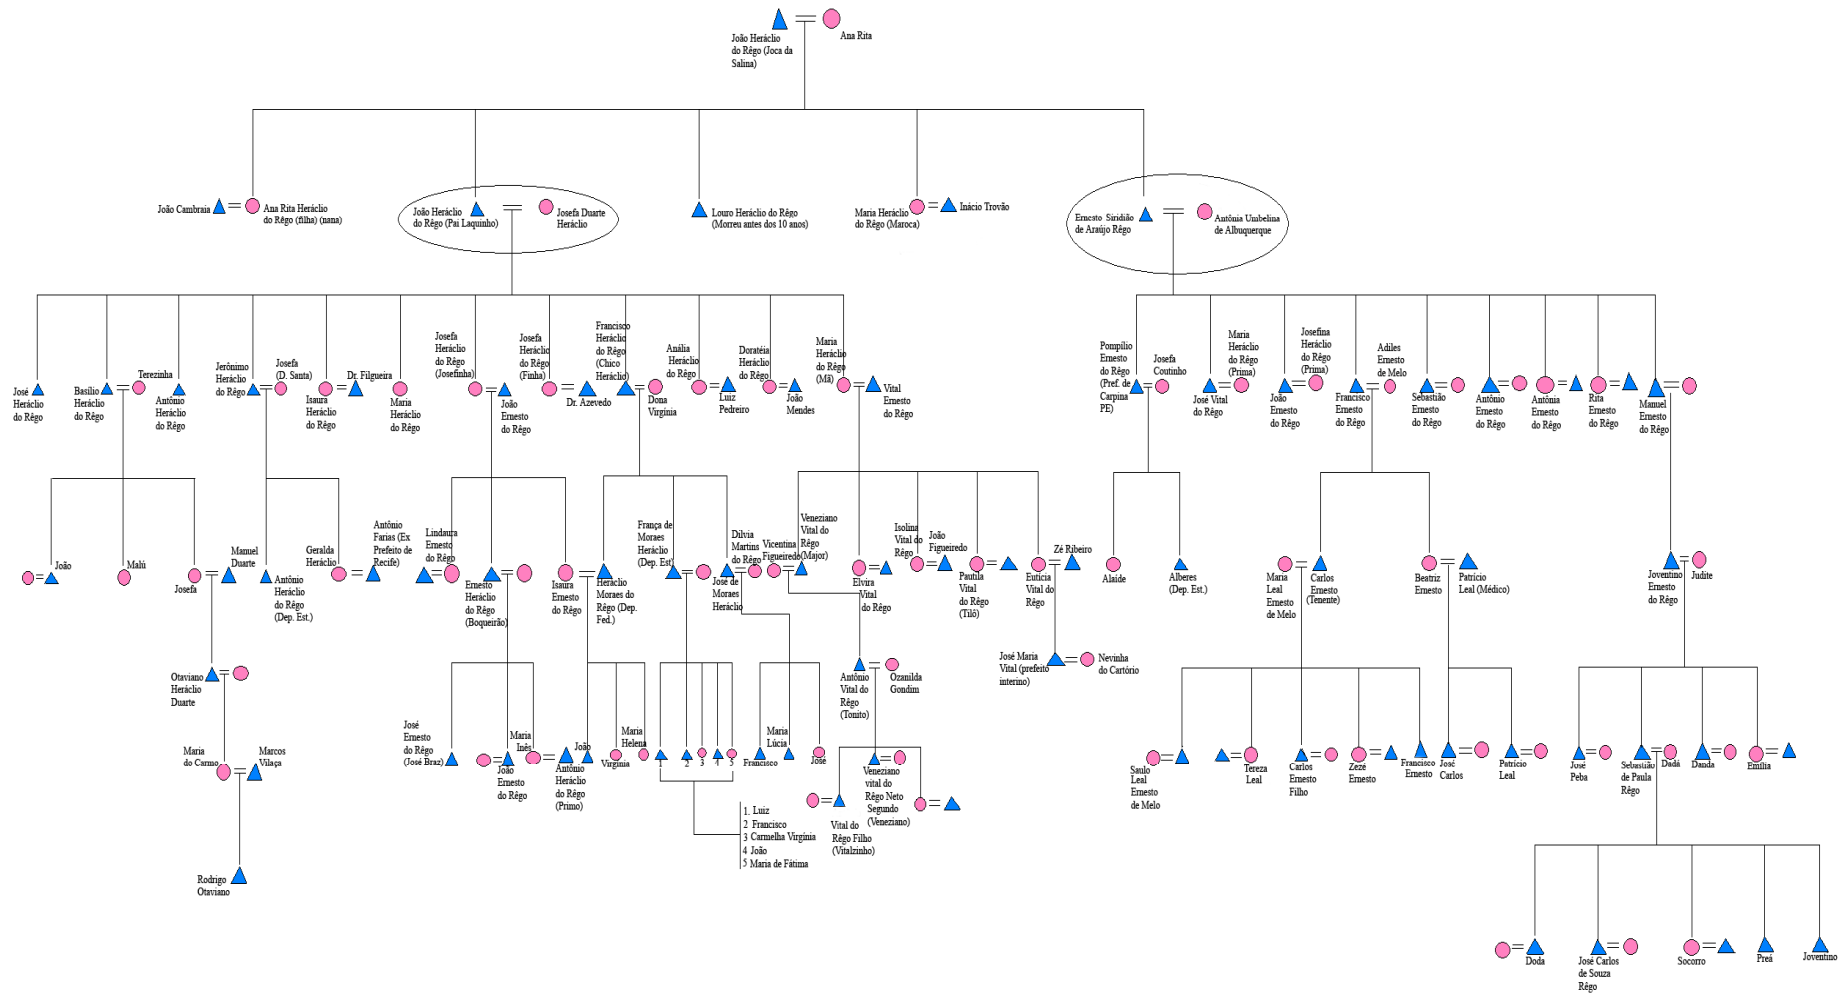 João Heráclio
do Rêgo (Joca da
Salina)
Ana Rita
João Cambraia
Ana Rita Heráclio
do Rêgo (filha) (nana)
João Heráclio
do Rêgo (Pai Laquinho)
Josefa Duarte
Heráclio
Louro Heráclio do Rêgo
(Morreu antes dos 10 anos)
Maria Heráclio
do Rêgo (Maroca)
Inácio Trovão
Ernesto Siridião
de Araújo Rêgo
Antônia Umbelina
de Albuquerque
José
Heráclio
do Rêgo
Basílio
Heráclio
do Rêgo
Terezinha
Antônio
Heráclio
do Rêgo
Jerônimo
Heráclio
do Rêgo
Josefa
(D. Santa)
Isaura
Heráclio
do Rêgo
Dr. Filgueira
Maria
Heráclio
do Rêgo
Josefa
Heráclio
do Rêgo
(Josefinha)
João
Ernesto
do Rêgo
Josefa
Heráclio
do Rêgo
(Finha)
Dr. Azevedo
Francisco
Heráclio
do Rêgo
(Chico
Heráclio)
Dona
Virgínia
Anália
Heráclio
do Rêgo
Luiz
Pedreiro
Doratéia
Heráclio
do Rêgo
João
Mendes
Maria
Heráclio
do Rêgo
(Mã)
Vital
Ernesto
do Rêgo
Pompílio
Ernesto
do Rêgo
(Pref. de
Carpina
PE)
Josefa
Coutinho
José Vital
do Rêgo
Maria
Heráclio
do Rêgo
(Prima)
João
Ernesto
do Rêgo
Josefina
Heráclio
do Rêgo
(Prima)
Francisco
Ernesto
do Rêgo
Adiles
Ernesto
de Melo
Sebastião
Ernesto
do Rêgo
Antônio
Ernesto
do Rêgo
Antônia
Ernesto
do Rêgo
Rita
Ernesto
do Rêgo
Manuel
Ernesto
do Rêgo
João
Malú
Josefa
Manuel
Duarte
Antônio
Heráclio
do Rêgo
(Dep. Est.)
Geralda
Heráclio
Antônio
Farias (Ex
Prefeito de
Recife)
Lindaura
Ernesto
do Rêgo
Ernesto
Heráclio
do Rêgo
(Boqueirão)
Isaura
Ernesto
do Rêgo
Heráclio
Moraes do
Rêgo (Dep.
Fed.)
França de
Moraes
Heráclio
(Dep. Est)
José de
Moraes
Heráclio
Dílvia
Martins
do Rêgo
Vicentina
Figueiredo
Veneziano
Vital do
Rêgo
(Major)
Elvira
Vital
do Rêgo
Isolina
Vital do
Rêgo
João
Figueiredo
Pautila
Vital
do Rêgo
(Tilô)
Eutícia
Vital do
Rêgo
Zé Ribeiro
Alaíde
Alberes
(Dep. Est.)
Maria
Leal
Ernesto
de Melo
Carlos
Ernesto
(Tenente)
Beatriz
Ernesto
Patrício
Leal (Médico)
Joventino
Ernesto
do Rêgo
Judite
Otaviano
Heráclio
Duarte
Antônio
Vital do
Rêgo
(Tonito)
Ozanilda
Gondim
José Maria
Vital (prefeito
interino)
Nevinha
do Cartório
Maria
do Carmo
Marcos
Vilaça
José
Ernesto
do Rêgo
(José Braz)
João
Ernesto
do Rêgo
Maria
Inês
Antônio
Heráclio
do Rêgo
(Primo)
João
Virgínia
Maria
Helena
1
2
3
4
5
Francisco
Maria
Lúcia
José
Veneziano
vital do
Rêgo Neto
Segundo
(Veneziano)
Vital do
Rêgo Filho
(Vitalzinho)
Saulo
Leal
Ernesto
de Melo
Tereza
Leal
Carlos
Ernesto
Filho
Zezé
Ernesto
Francisco
Ernesto
José
Carlos
Patrício
Leal
José
Peba
Sebastião
de Paula
Rêgo
Dadá
Danda
Emília
1. Luiz
2 Francisco
3 Carmelha Virgínia
4 João
5 Maria de Fátima
Rodrigo
Otaviano
Doda
José Carlos
de Souza
Rêgo
Socorro
Preá
Joventino